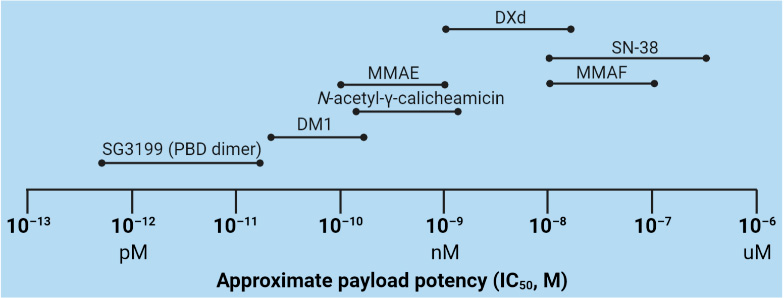 DXd
SN-38
MMAE
MMAF
N-acetyl-γ-calicheamicin
DM1
SG3199 (PBD dimer)
10⁻¹³ 10⁻¹² 10⁻¹¹ 10⁻¹⁰ 10⁻⁹ 10⁻⁸ 10⁻⁷ 10⁻⁶
pM nM uM
Approximate payload potency (IC₅₀, M)